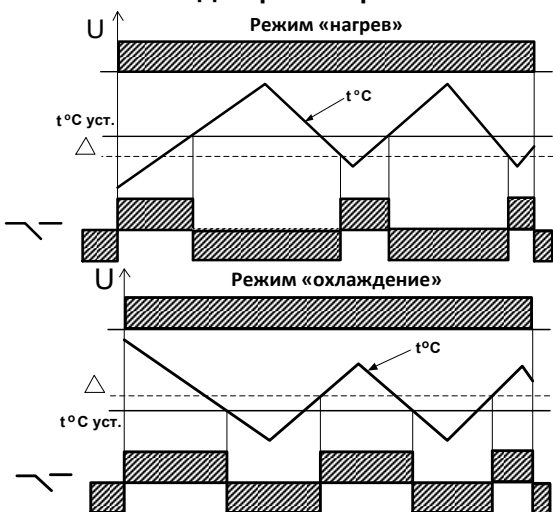 U
Режим «нагрев»
t°C
t°C уст.
△
U
Режим «охлаждение»
t°C
△
t°C уст.